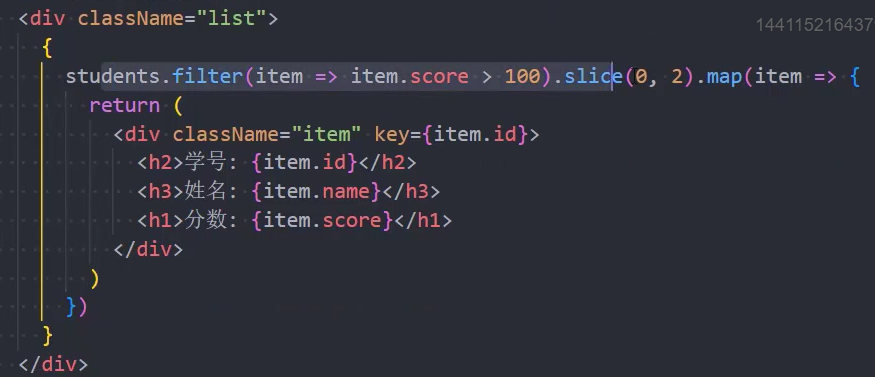 <div className="list">
144115216437
{
students.filter(item => item.score > 100).slice(0, 2).map(item => {
return (
<div className="item" key={item.id}>
<h2>学号: {item.id}</h2>
<h3>姓名: {item.name}</h3>
<h1>分数: {item.score}</h1>
</div>
)
})
}
</div>